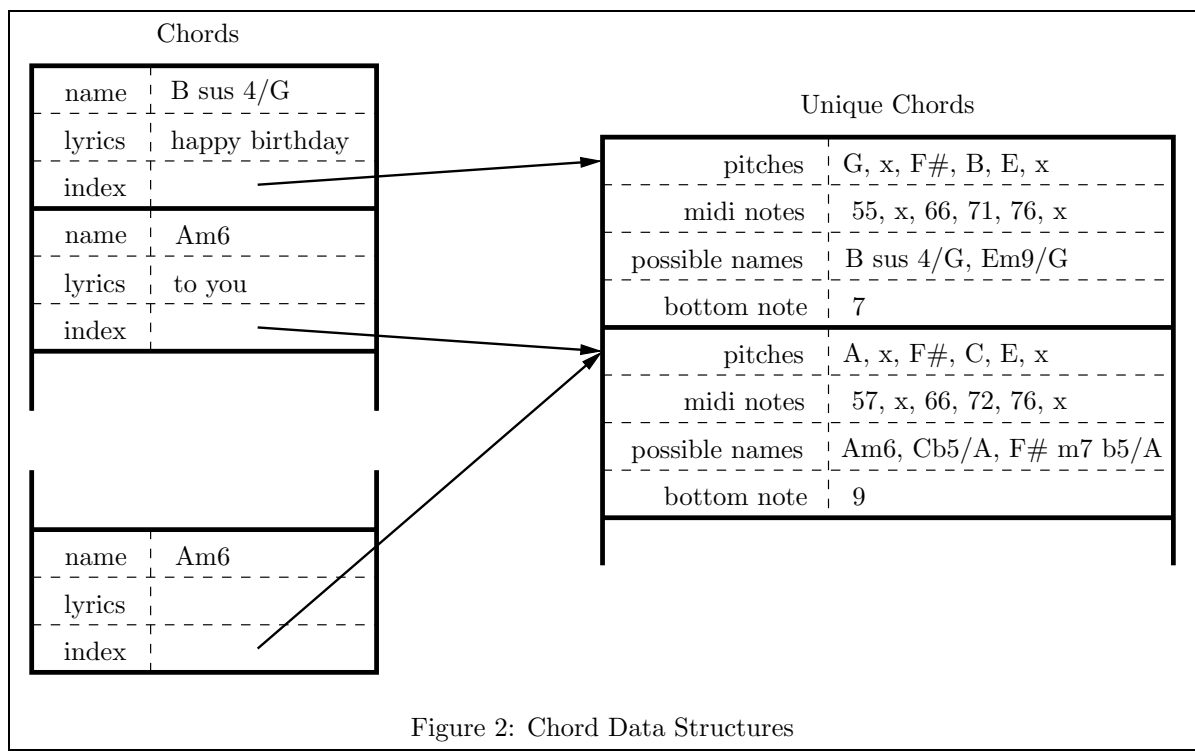 Chords
name B sus 4/G
lyrics happy birthday
index
name Am6
lyrics to you
index
name Am6
lyrics
index
Unique Chords
pitches G, x, F#, B, E, x
midi notes 55, x, 66, 71, 76, x
possible names B sus 4/G, Em9/G
bottom note 7
pitches A, x, F#, C, E, x
midi notes 57, x, 66, 72, 76, x
possible names Am6, Cb5/A, F# m7 b5/A
bottom note 9
Figure 2: Chord Data Structures